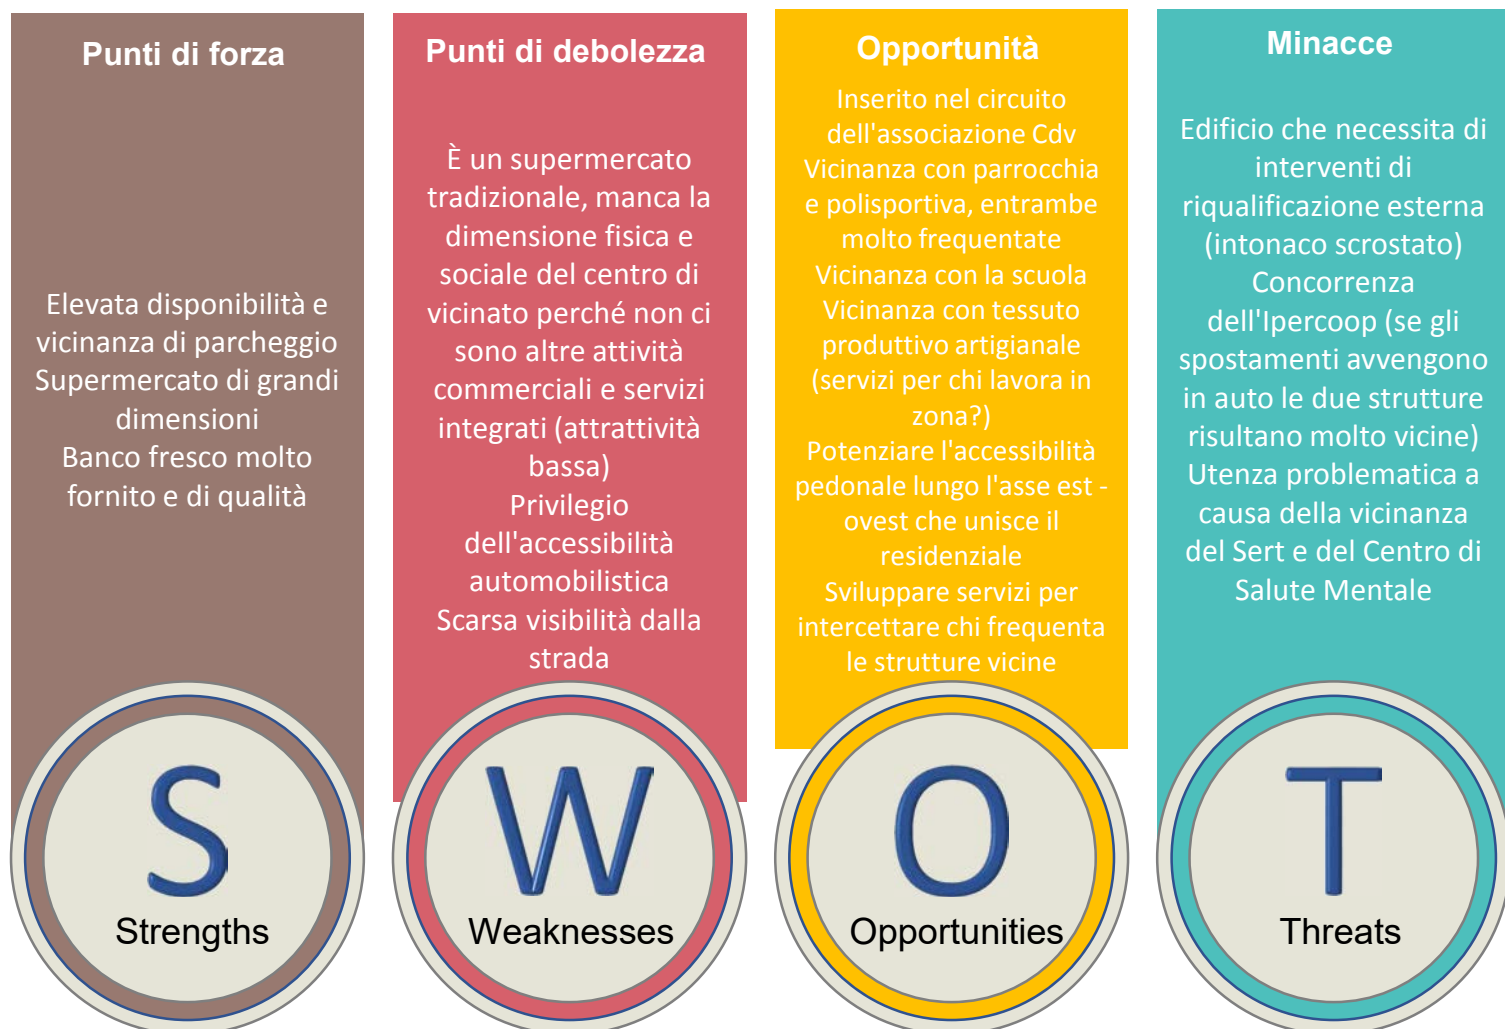 Punti di forza
Elevata disponibilità e
vicinanza di parcheggio
Supermercato di grandi
dimensioni
Banco fresco molto
fornito e di qualità
S
Strengths
Punti di debolezza
È un supermercato
tradizionale, manca la
dimensione fisica e
sociale del centro di
vicinato perché non ci
sono altre attività
commerciali e servizi
integrati (attrattività
bassa)
Privilegio
dell'accessibilità
automobilistica
Scarsa visibilità dalla
strada
W
Weaknesses
Opportunità
Inserito nel circuito
dell'associazione Cdv
Vicinanza con parrocchia
e polisportiva, entrambe
molto frequentate
Vicinanza con la scuola
Vicinanza con tessuto
produttivo artigianale
(servizi per chi lavora in
zona?)
Potenziare l'accessibilità
pedonale lungo l'asse est -
ovest che unisce il
residenziale
Sviluppare servizi per
intercettare chi frequenta
le strutture vicine
O
Opportunities
Minacce
Edificio che necessita di
interventi di
riqualificazione esterna
(intonaco scrostato)
Concorrenza
dell'Ipercoop (se gli
spostamenti avvengono
in auto le due strutture
risultano molto vicine)
Utenza problematica a
causa della vicinanza
del Sert e del Centro di
Salute Mentale
T
Threats